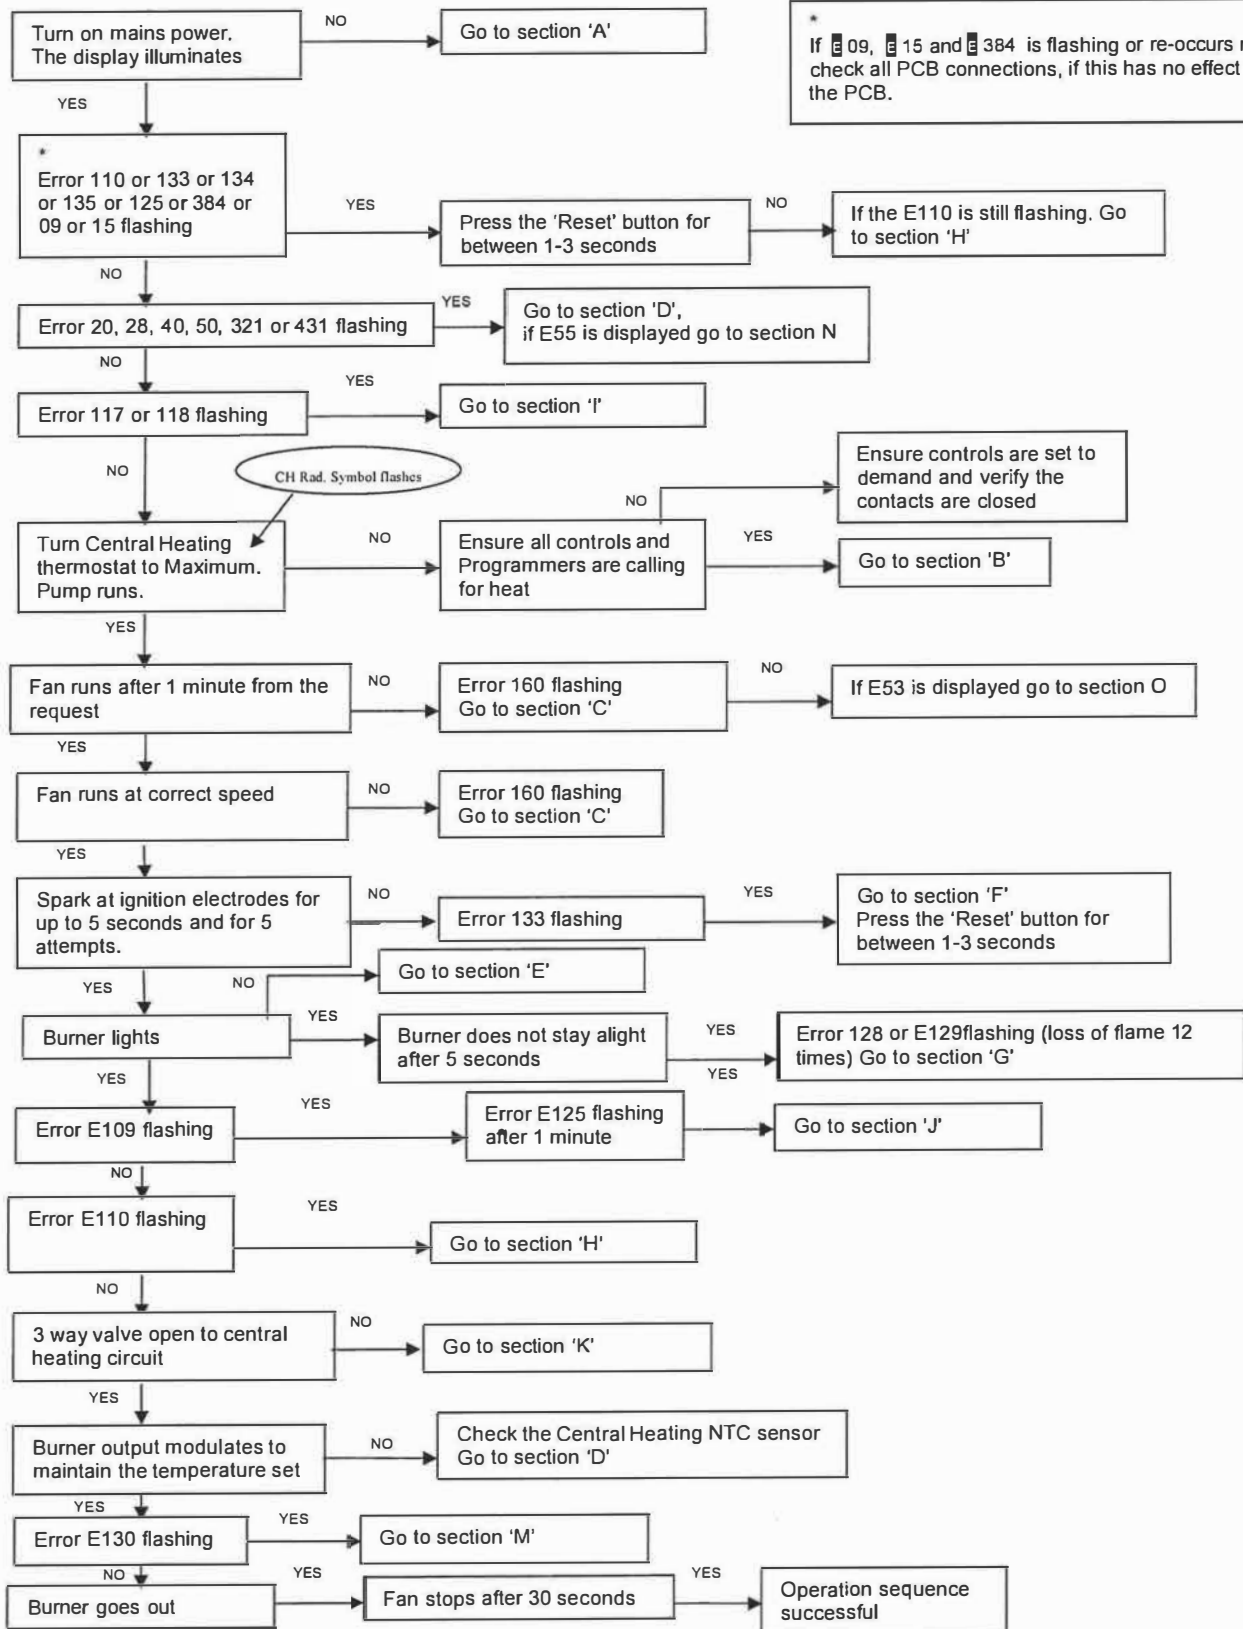 Turn on mains power.
The display illuminates
NO
Go to section 'A'
*
If E 09, E 15 and E 384 is flashing or re-occurs
check all PCB connections, if this has no effect
the PCB.
YES
*
Error 110 or 133 or 134
or 135 or 125 or 384 or
09 or 15 flashing
YES
Press the 'Reset' button for
between 1-3 seconds
NO
If the E110 is still flashing. Go
to section 'H'
NO
Error 20, 28, 40, 50, 321 or 431 flashing
YES
Go to section 'D',
if E55 is displayed go to section N
NO
Error 117 or 118 flashing
YES
Go to section 'I'
NO
CH Rad. Symbol flashes
Turn Central Heating
thermostat to Maximum.
Pump runs.
NO
Ensure all controls and
Programmers are calling
for heat
NO
Ensure controls are set to
demand and verify the
contacts are closed
YES
Go to section 'B'
YES
Fan runs after 1 minute from the
request
NO
Error 160 flashing
Go to section 'C'
NO
If E53 is displayed go to section O
YES
Fan runs at correct speed
NO
Error 160 flashing
Go to section 'C'
YES
Spark at ignition electrodes for
up to 5 seconds and for 5
attempts.
NO
Error 133 flashing
YES
Go to section 'F'
Press the 'Reset' button for
between 1-3 seconds
YES
NO
Go to section 'E'
Burner lights
YES
Burner does not stay alight
after 5 seconds
YES
YES
Error 128 or E129flashing (loss of flame 12
times) Go to section 'G'
YES
Error E109 flashing
YES
Error E125 flashing
after 1 minute
Go to section 'J'
NO
Error E110 flashing
YES
Go to section 'H'
NO
3 way valve open to central
heating circuit
NO
Go to section 'K'
YES
Burner output modulates to
maintain the temperature set
NO
Check the Central Heating NTC sensor
Go to section 'D'
YES
Error E130 flashing
YES
Go to section 'M'
NO
Burner goes out
YES
Fan stops after 30 seconds
YES
Operation sequence
successful